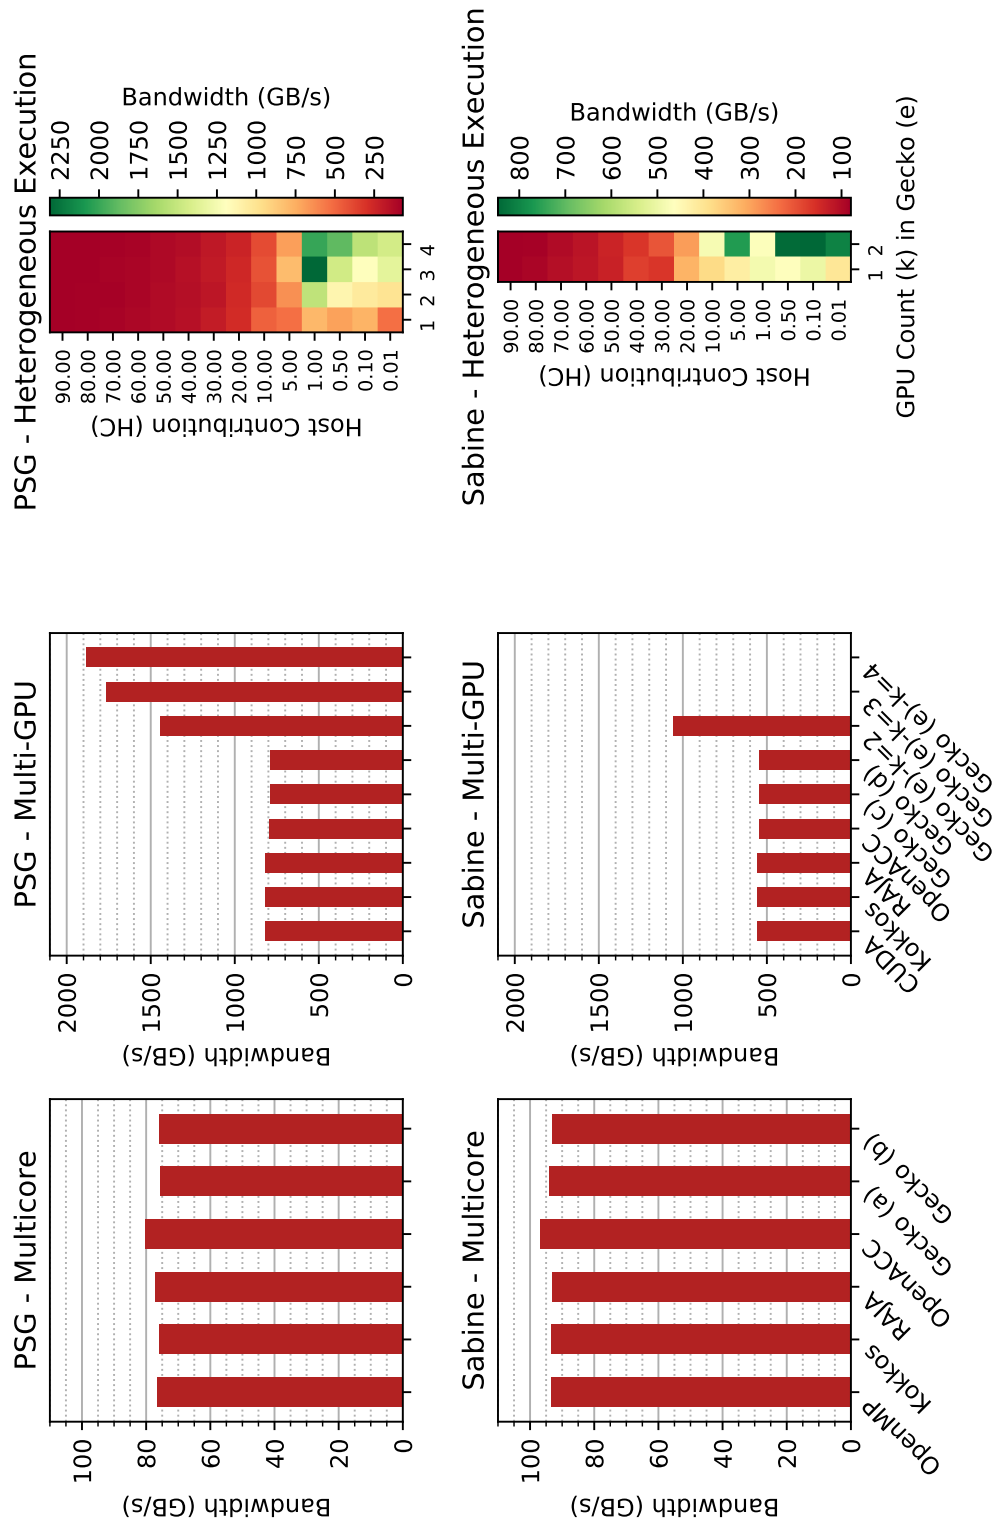 PSG - Multicore
Bandwidth (GB/s)
100
80
60
40
20
0
PSG - Multi-GPU
Bandwidth (GB/s)
2000
1500
1000
500
0
PSG - Heterogeneous Execution
Host Contribution (HC)
90.00
80.00
70.00
60.00
50.00
40.00
30.00
20.00
10.00
5.00
1.00
0.50
0.10
0.01
1 2 3 4
2250
2000
1750
1500
1250
1000
750
500
250
Bandwidth (GB/s)
Sabine - Multicore
Bandwidth (GB/s)
100
80
60
40
20
0
OpenMP
Kokkos
RAJA
OpenACC
Gecko (a)
Gecko (b)
Sabine - Multi-GPU
Bandwidth (GB/s)
2000
1500
1000
500
0
CUDA
Kokkos
RAJA
OpenACC
Gecko (c)
Gecko (d)
Gecko (e)-k=2
Gecko (e)-k=3
Gecko (e)-k=4
Sabine - Heterogeneous Execution
Host Contribution (HC)
90.00
80.00
70.00
60.00
50.00
40.00
30.00
20.00
10.00
5.00
1.00
0.50
0.10
0.01
1 2
GPU Count (k) in Gecko (e)
800
700
600
500
400
300
200
100
Bandwidth (GB/s)